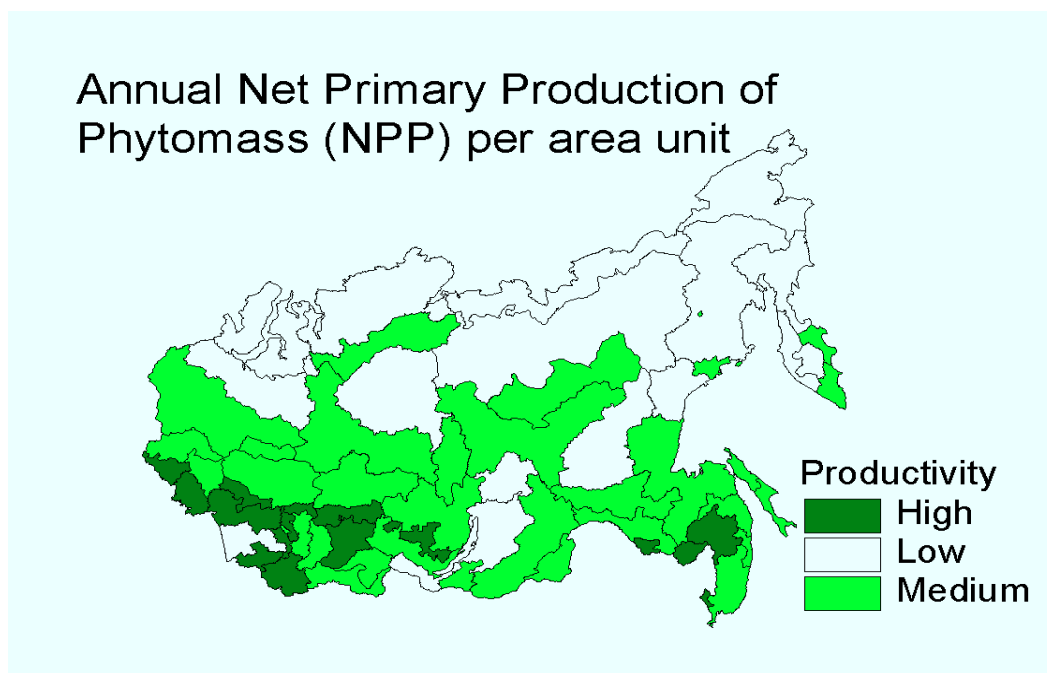 Annual Net Primary Production of
Phytomass (NPP) per area unit
Productivity
High
Low
Medium